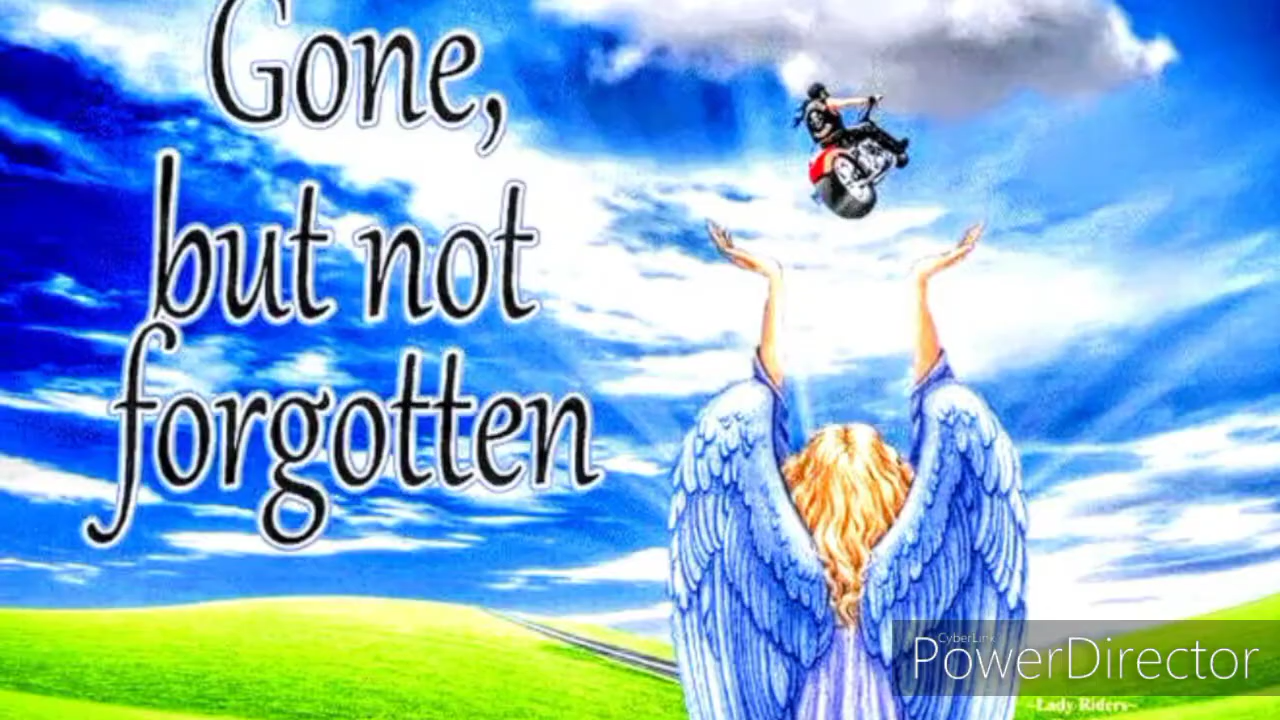 Gone,
but not
forgotten
CyberLink
PowerDirector
~Lady Riders~